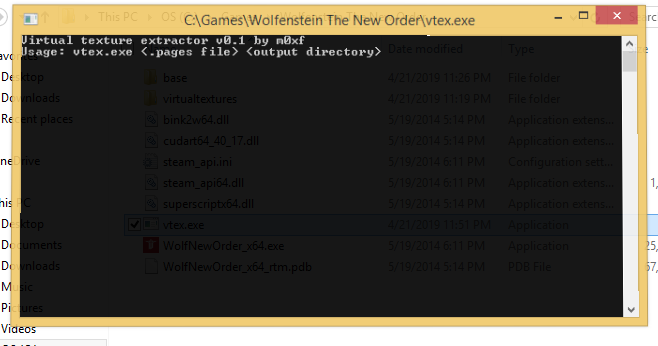 C:\Games\Wolfenstein The New Order\vtex.exe
Virtual texture extractor v0.1 by m0xf
Usage: vtex.exe <.pages file> <output directory>
This PC
OS (C:)
Date modified
Type
Desktop
Downloads
Recent places
neDrive
his PC
Desktop
Documents
Downloads
Music
Pictures
Videos
base 4/21/2019 11:26 PM File folder
virtualtextures 4/21/2019 11:19 PM File folder
bink2w64.dll 5/19/2014 5:14 PM Application extens...
cudart64_40_17.dll 5/19/2014 5:14 PM Application extens...
steam_api.ini 5/19/2014 6:11 PM Configuration sett...
steam_api64.dll 5/19/2014 6:11 PM Application extens... 1,
superscriptx64.dll 5/19/2014 5:14 PM Application extens...
vtex.exe 4/21/2019 11:51 PM Application
WolfNewOrder_x64.exe 5/19/2014 6:11 PM Application 25,
WolfNewOrder_x64_rtm.pdb 5/19/2014 5:14 PM PDB File 57,